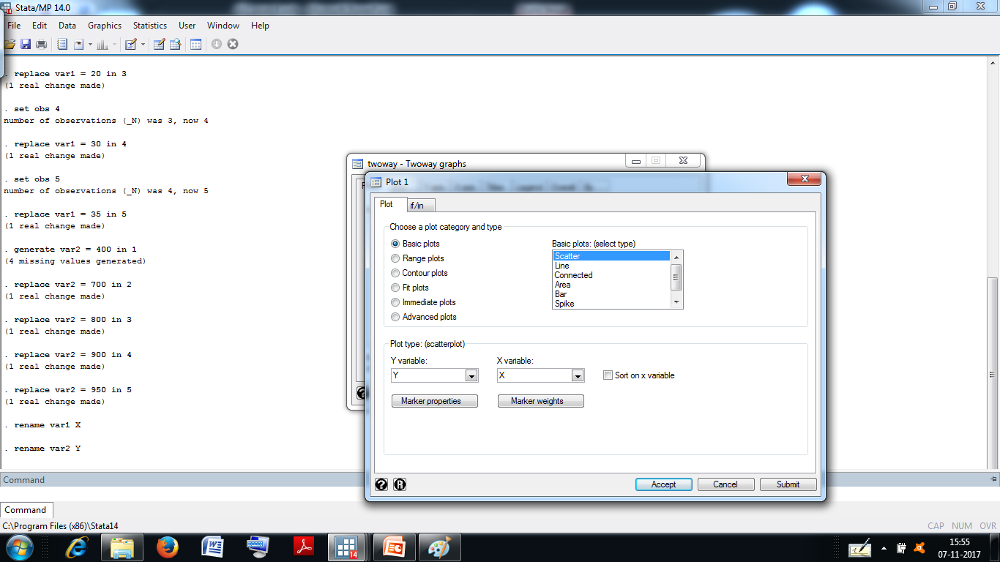 Stata/MP 14.0
File Edit Data Graphics Statistics User Window Help
. replace var1 = 20 in 3
(1 real change made)
. set obs 4
number of observations (_N) was 3, now 4
. replace var1 = 30 in 4
(1 real change made)
. set obs 5
number of observations (_N) was 4, now 5
. replace var1 = 35 in 5
(1 real change made)
. generate var2 = 400 in 1
(4 missing values generated)
. replace var2 = 700 in 2
(1 real change made)
. replace var2 = 800 in 3
(1 real change made)
. replace var2 = 900 in 4
(1 real change made)
. replace var2 = 950 in 5
(1 real change made)
. rename var1 X
. rename var2 Y
twoway - Twoway graphs
Plot 1
Plot if/in
Choose a plot category and type
Basic plots
Range plots
Contour plots
Fit plots
Immediate plots
Advanced plots
Basic plots: (select type)
Scatter
Line
Connected
Area
Bar
Spike
Plot type: (scatterplot)
Y variable: X variable:
Y X Sort on x variable
Marker properties Marker weights
? R Accept Cancel Submit
Command
Command
C:\Program Files (x86)\Stata14
CAP NUM OVR
14
15:55
07-11-2017